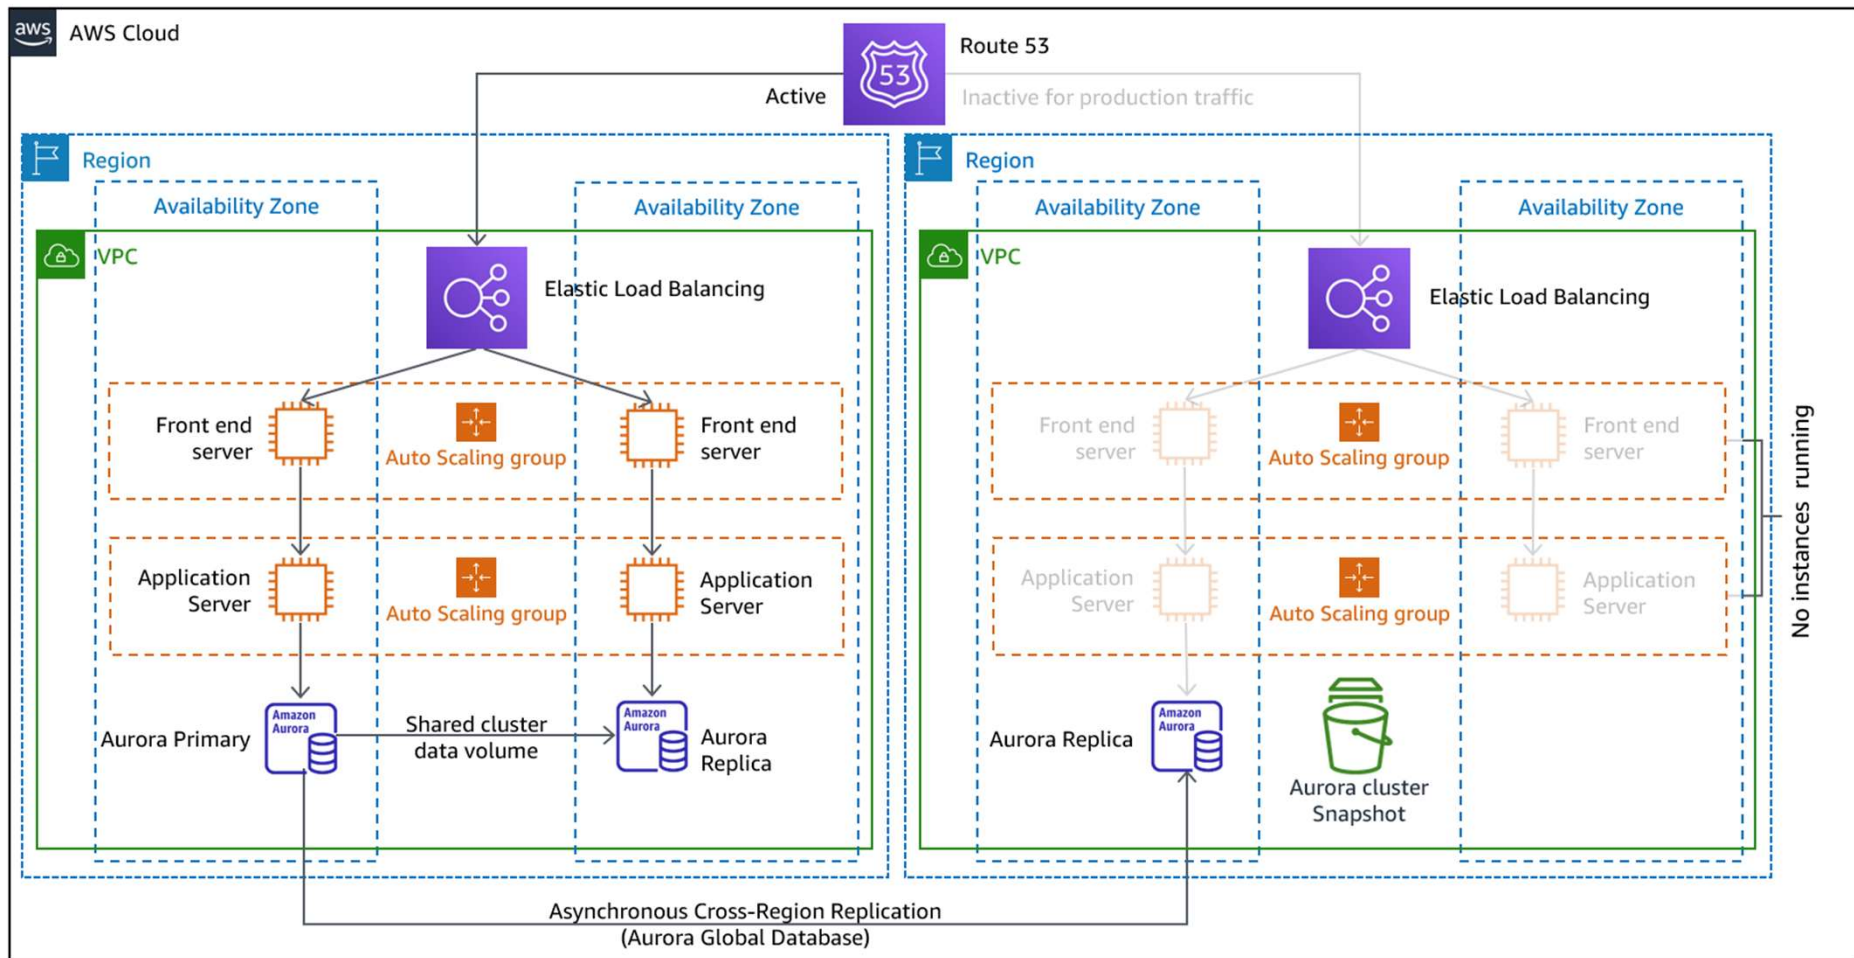 aws
AWS Cloud
53
Route 53
Active
Inactive for production traffic
Region
Availability Zone
Availability Zone
VPC
Elastic Load Balancing
Front end
server
Auto Scaling group
Front end
server
Application
Server
Auto Scaling group
Application
Server
Aurora Primary
Amazon
Aurora
Shared cluster
data volume
Amazon
Aurora
Aurora
Replica
Region
Availability Zone
Availability Zone
VPC
Elastic Load Balancing
Front end
server
Auto Scaling group
Front end
server
Application
Server
Auto Scaling group
Application
Server
No instances running
Aurora Replica
Amazon
Aurora
Aurora cluster
Snapshot
Asynchronous Cross-Region Replication
(Aurora Global Database)